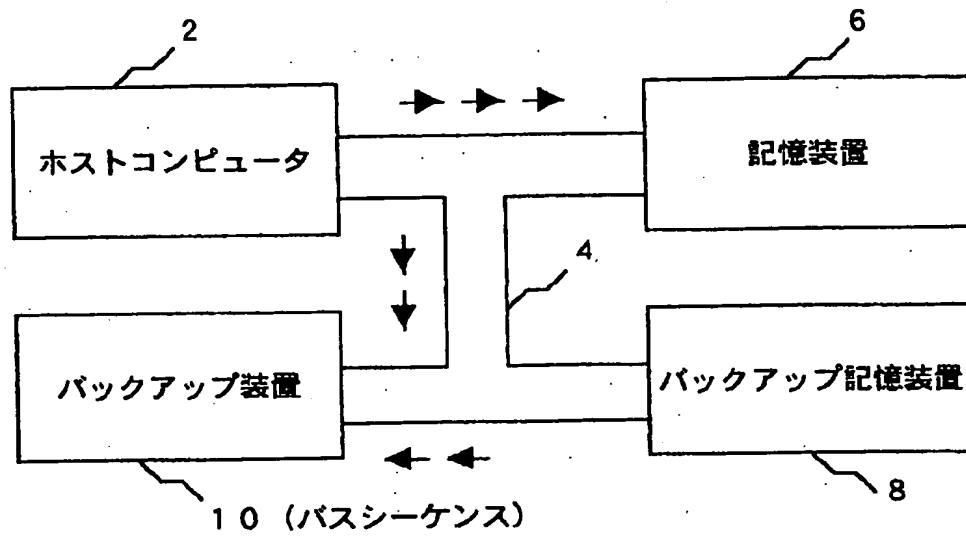 2
6
ホストコンピュータ
記憶装置
4
バックアップ装置
バックアップ記憶装置
8
10 (バスシーケンス)